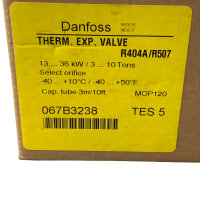 Danfoss
MADE IN
MEXICO
THERM. EXP. VALVE
R404A/R507
13 ... 36 kW / 3 ... 10 Tons
Select orifice
-40 ... +10°C / -40 ... +50°F
Cap. tube 3m/10ft. MOP120
067B3238 TES 5